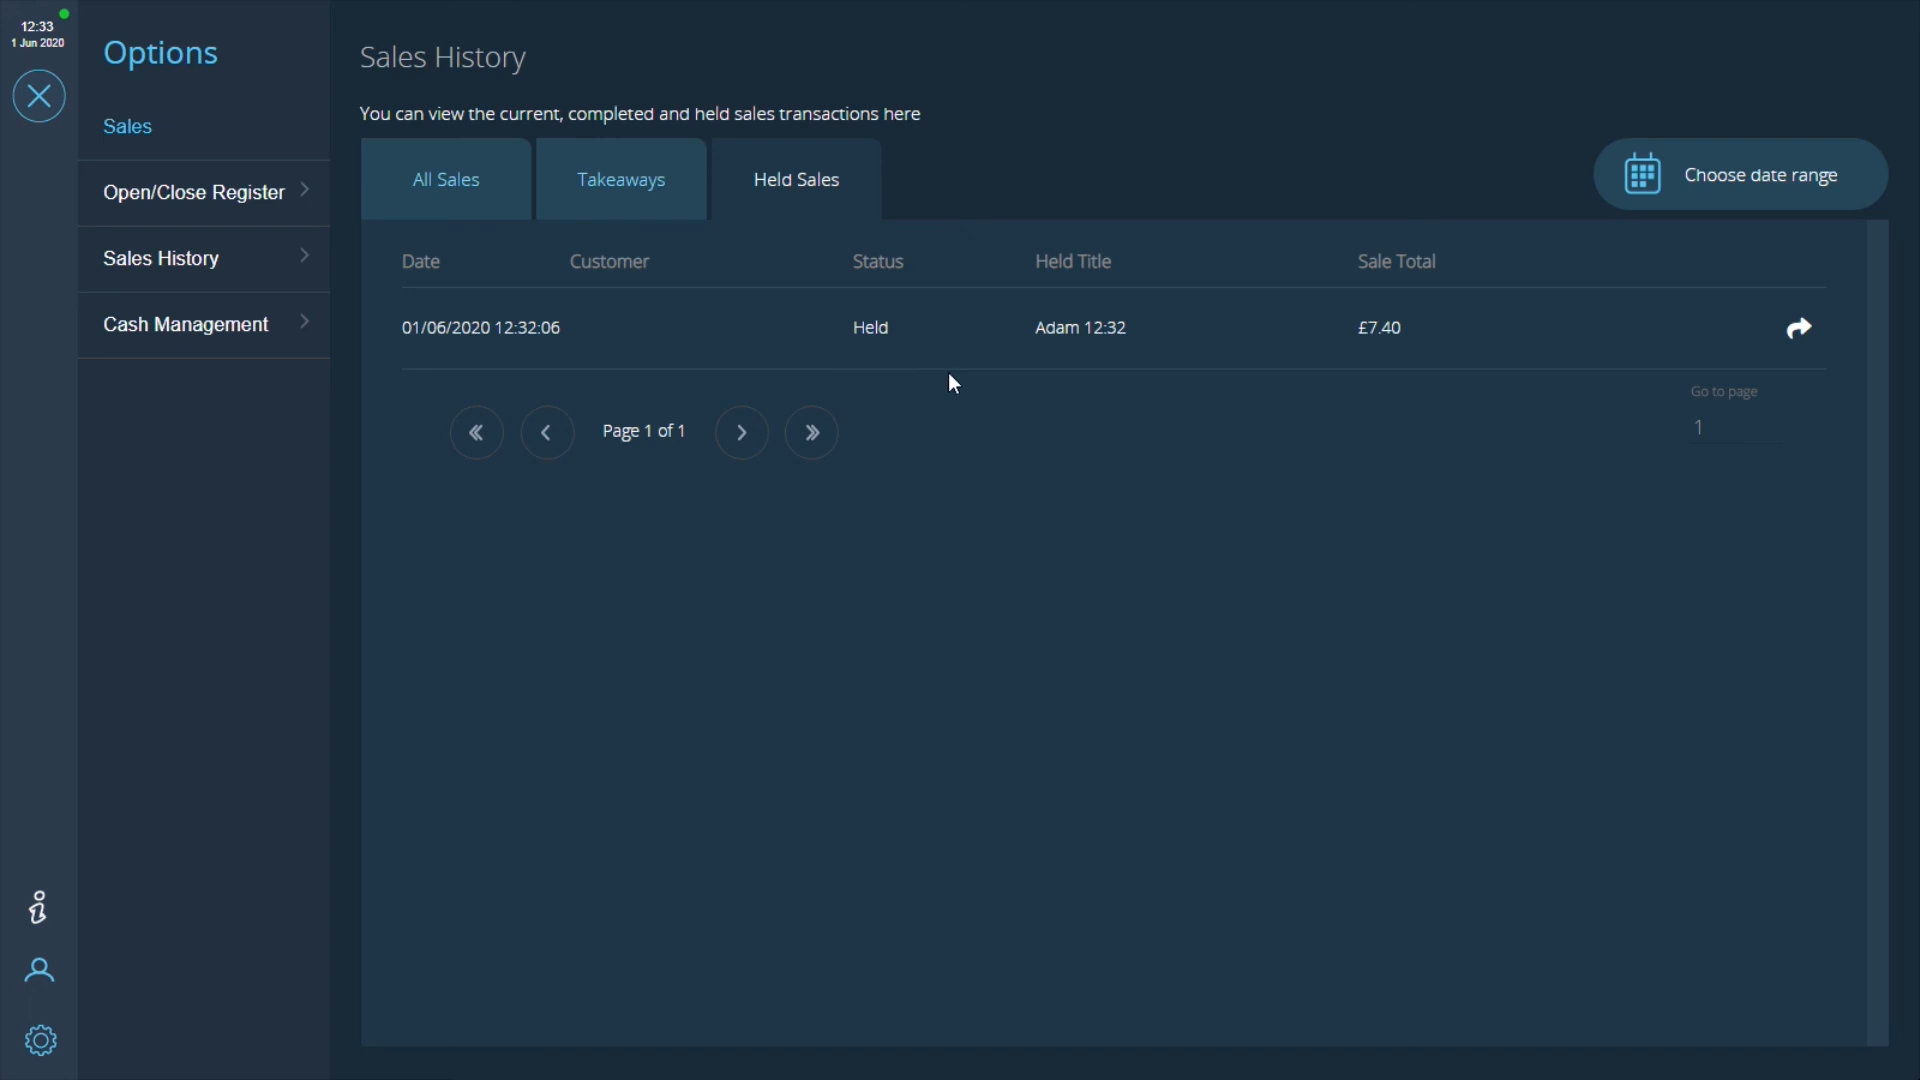 12:33
1 Jun 2020
Options
Sales
Open/Close Register
Sales History
Cash Management
Sales History
You can view the current, completed and held sales transactions here
All Sales
Takeaways
Held Sales
Choose date range
Date Customer Status Held Title Sale Total
01/06/2020 12:32:06 Held Adam 12:32 £7.40
Go to page
Page 1 of 1
1